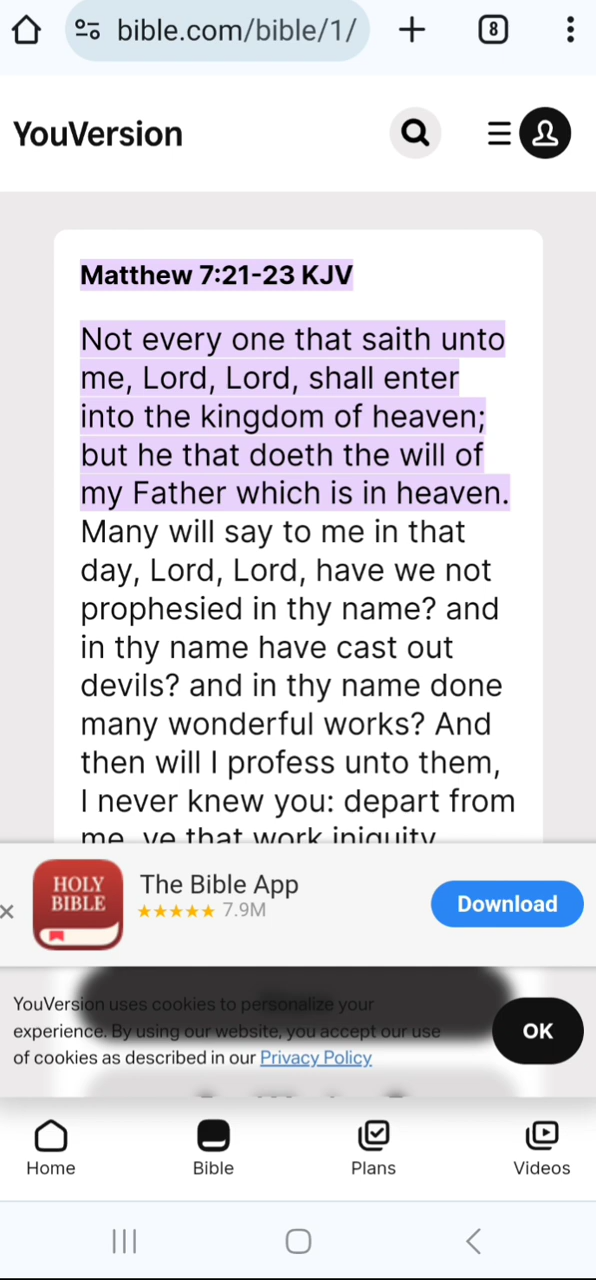 bible.com/bible/1/
8
YouVersion
Matthew 7:21-23 KJV
Not every one that saith unto
me, Lord, Lord, shall enter
into the kingdom of heaven;
but he that doeth the will of
my Father which is in heaven.
Many will say to me in that
day, Lord, Lord, have we not
prophesied in thy name? and
in thy name have cast out
devils? and in thy name done
many wonderful works? And
then will I profess unto them,
I never knew you: depart from
me, ye that work iniquity.
HOLY
BIBLE
The Bible App
★★★★★ 7.9M
Download
YouVersion uses cookies to personalize your
experience. By using our website, you accept our use
of cookies as described in our Privacy Policy
OK
Home
Bible
Plans
Videos